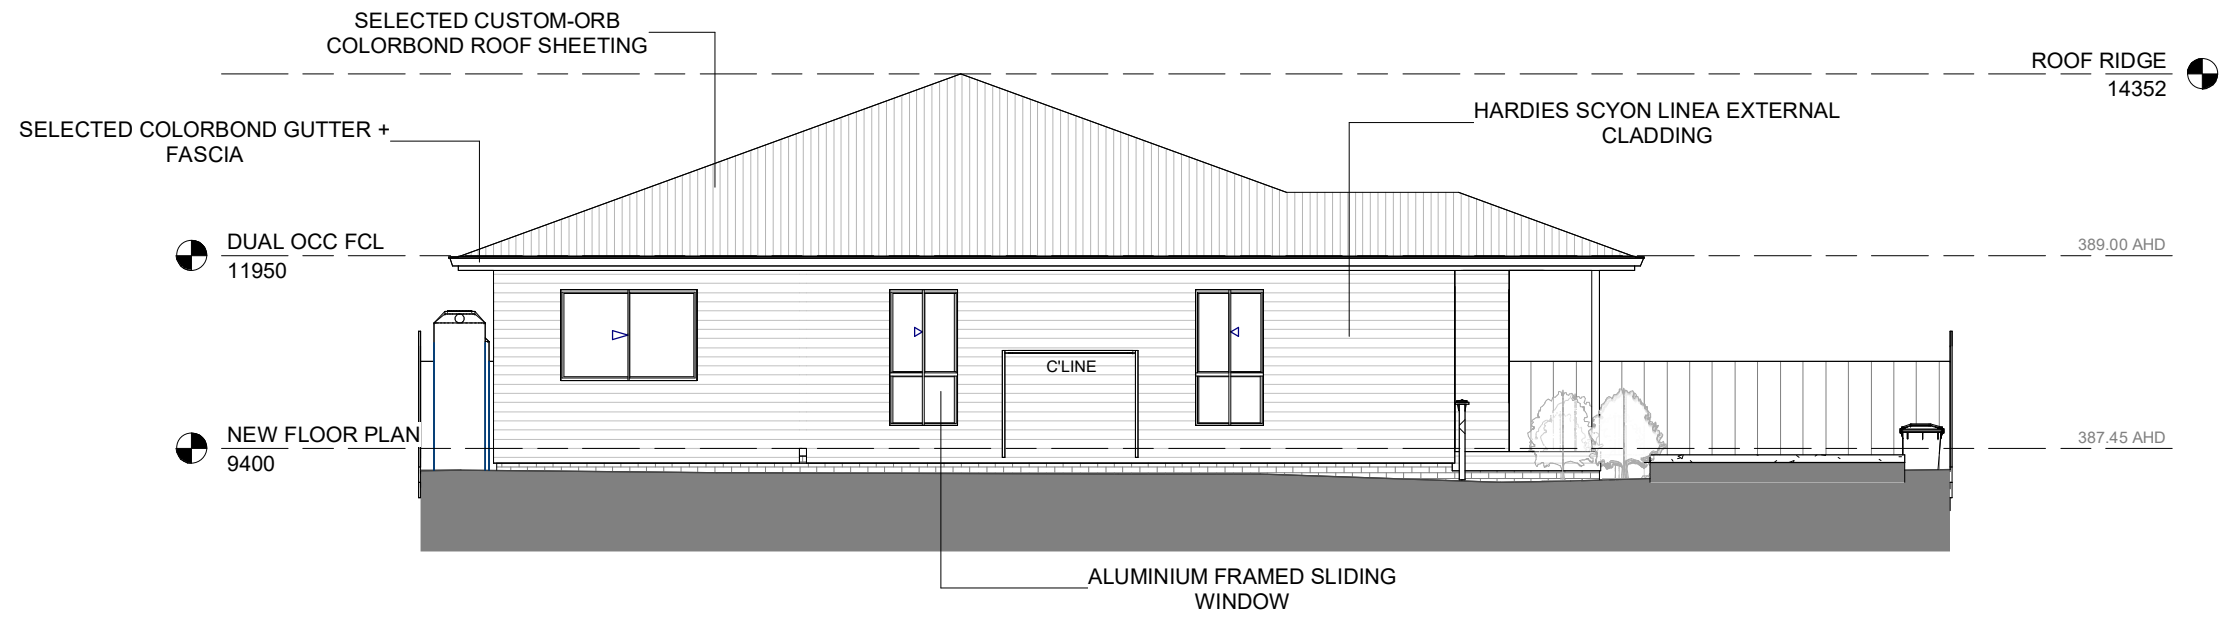 SELECTED CUSTOM-ORB
COLORBOND ROOF SHEETING
ROOF RIDGE
14352
HARDIES SCYON LINEA EXTERNAL
CLADDING
SELECTED COLORBOND GUTTER +
FASCIA
DUAL OCC FCL
11950
389.00 AHD
C'LINE
NEW FLOOR PLAN
9400
387.45 AHD
ALUMINIUM FRAMED SLIDING
WINDOW